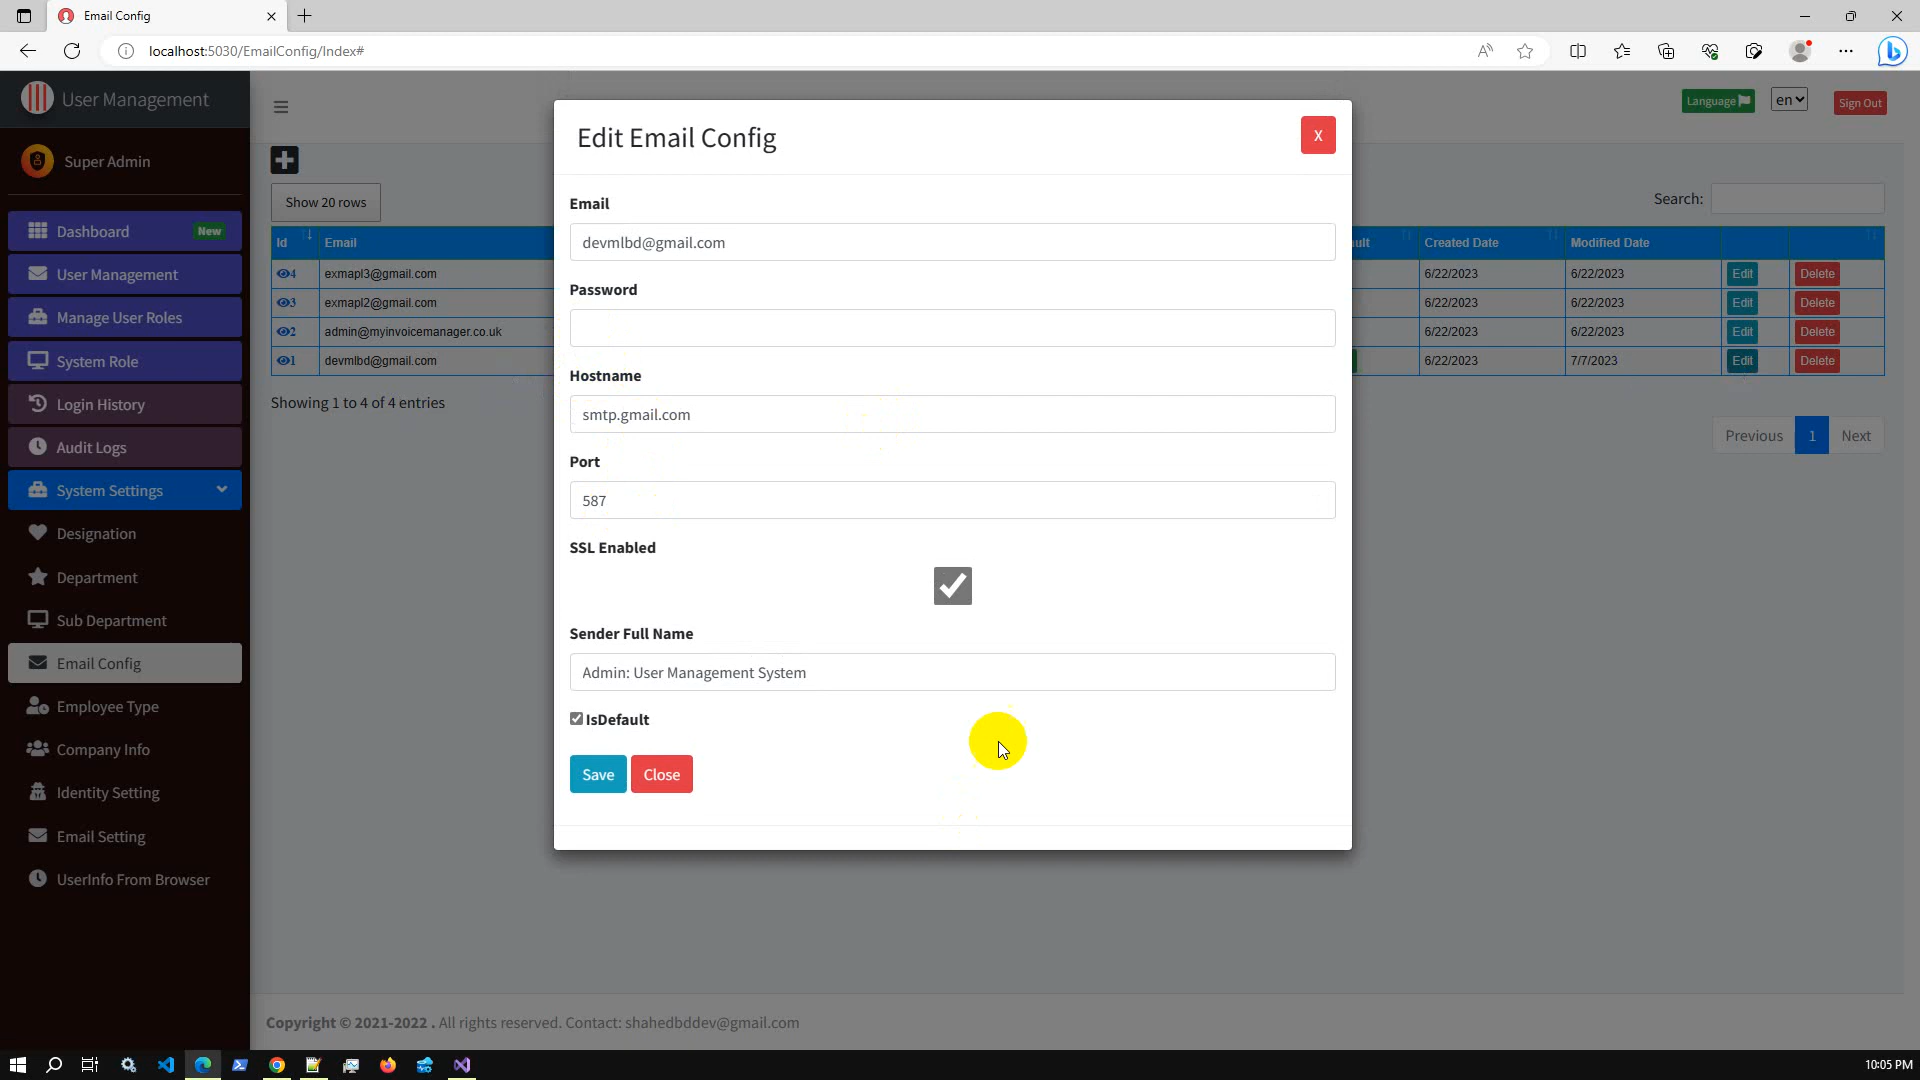 Email Config
localhost:5030/EmailConfig/Index#
User Management
Language
en
Sign Out
Super Admin
Dashboard New
User Management
Manage User Roles
System Role
Login History
Audit Logs
System Settings
Designation
Department
Sub Department
Email Config
Employee Type
Company Info
Identity Setting
Email Setting
UserInfo From Browser
Show 20 rows
Search:
Id Email ult Created Date Modified Date
4 exmapl3@gmail.com 6/22/2023 6/22/2023 Edit Delete
3 exmapl2@gmail.com 6/22/2023 6/22/2023 Edit Delete
2 admin@myinvoicemanager.co.uk 6/22/2023 6/22/2023 Edit Delete
1 devmlbd@gmail.com 6/22/2023 7/7/2023 Edit Delete
Showing 1 to 4 of 4 entries
Previous 1 Next
Edit Email Config
X
Email
devmlbd@gmail.com
Password
Hostname
smtp.gmail.com
Port
587
SSL Enabled
Sender Full Name
Admin: User Management System
IsDefault
Save Close
Copyright © 2021-2022 . All rights reserved. Contact: shahedbddev@gmail.com
10:05 PM